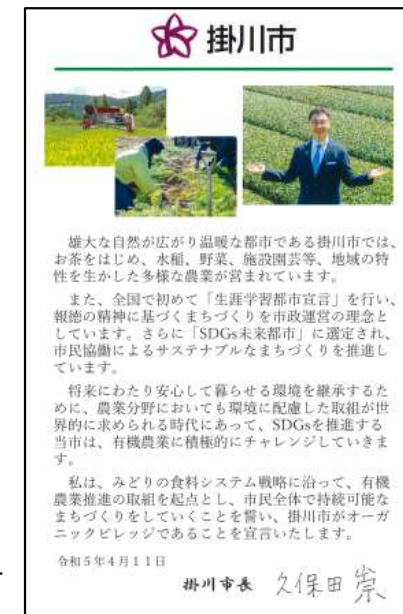 掛川市
雄大な自然が広がり温暖な都市である掛川市では、
お茶をはじめ、水稲、野菜、施設園芸等、地域の特
性を生かした多様な農業が営まれています。
また、全国で初めて「生涯学習都市宣言」を行い、
報徳の精神に基づくまちづくりを市政運営の理念と
しています。さらに「SDGs未来都市」に選定され、
市民協働によるサステナブルなまちづくりを推進し
ています。
将来にわたり安心して暮らせる環境を継承するた
めに、農業分野においても環境に配慮した取組が世
界的に求められる時代にあって、SDGsを推進する
当市は、有機農業に積極的にチャレンジしていきま
す。
私は、みどりの食料システム戦略に沿って、有機
農業推進の取組を起点とし、市民全体で持続可能な
まちづくりをしていくことを誓い、掛川市がオーガ
ニックビレッジであることを宣言いたします。
令和5年4月11日
掛川市長 久保田崇